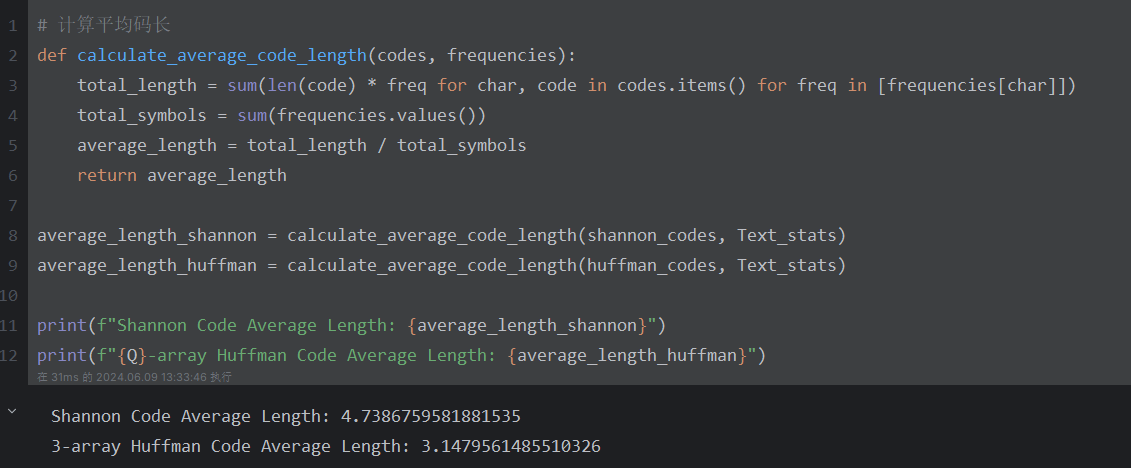 1 # 计算平均码长
2 def calculate_average_code_length(codes, frequencies):
3     total_length = sum(len(code) * freq for char, code in codes.items() for freq in [frequencies[char]])
4     total_symbols = sum(frequencies.values())
5     average_length = total_length / total_symbols
6     return average_length
7
8 average_length_shannon = calculate_average_code_length(shannon_codes, Text_stats)
9 average_length_huffman = calculate_average_code_length(huffman_codes, Text_stats)
10
11 print(f"Shannon Code Average Length: {average_length_shannon}")
12 print(f"{Q}-array Huffman Code Average Length: {average_length_huffman}")
在 31ms 的 2024.06.09 13:33:46 执行
Shannon Code Average Length: 4.7386759581881535
3-array Huffman Code Average Length: 3.1479561485510326